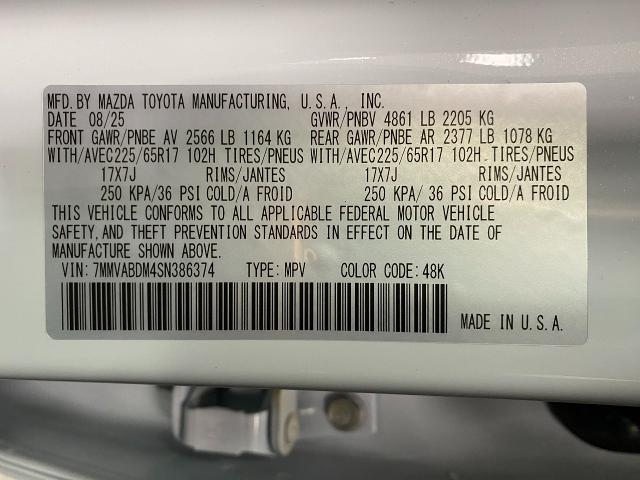 MFD. BY MAZDA TOYOTA MANUFACTURING, U.S.A., INC.
DATE 08/25 GVWR/PNBV 4861 LB 2205 KG
FRONT GAWR/PNBE AV 2566 LB 1164 KG REAR GAWR/PNBE AR 2377 LB 1078 KG
WITH/AVEC225/65R17 102H TIRES/PNEUS WITH/AVEC225/65R17 102H TIRES/PNEUS
17X7J RIMS/JANTES 17X7J RIMS/JANTES
250 KPA/36 PSI COLD/A FROID 250 KPA/ 36 PSI COLD/A FROID
THIS VEHICLE CONFORMS TO ALL APPLICABLE FEDERAL MOTOR VEHICLE
SAFETY, AND THEFT PREVENTION STANDARDS IN EFFECT ON THE DATE OF
MANUFACTURE SHOWN ABOVE.
VIN: 7MMVABDM4SN386374 TYPE: MPV COLOR CODE: 48K
MADE IN U.S.A.